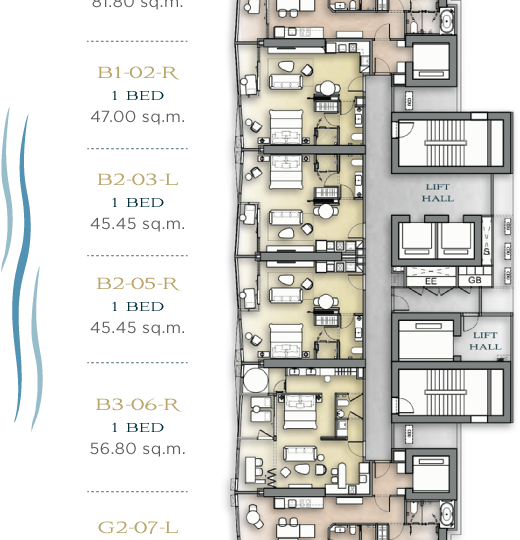 81.80 sq.m.
B1-02-R
1 BED
47.00 sq.m.
B2-03-L
1 BED
45.45 sq.m.
B2-05-R
1 BED
45.45 sq.m.
B3-06-R
1 BED
56.80 sq.m.
G2-07-L
LIFT
HALL
EE
GB
LIFT
HALL